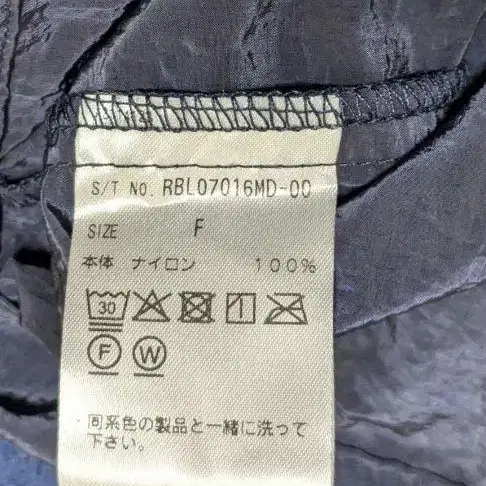 S/T No. RBL07016MD-00
SIZE F
本体 ナイロン 100%
30
F W
同系色の製品と一緒に洗って
下さい。